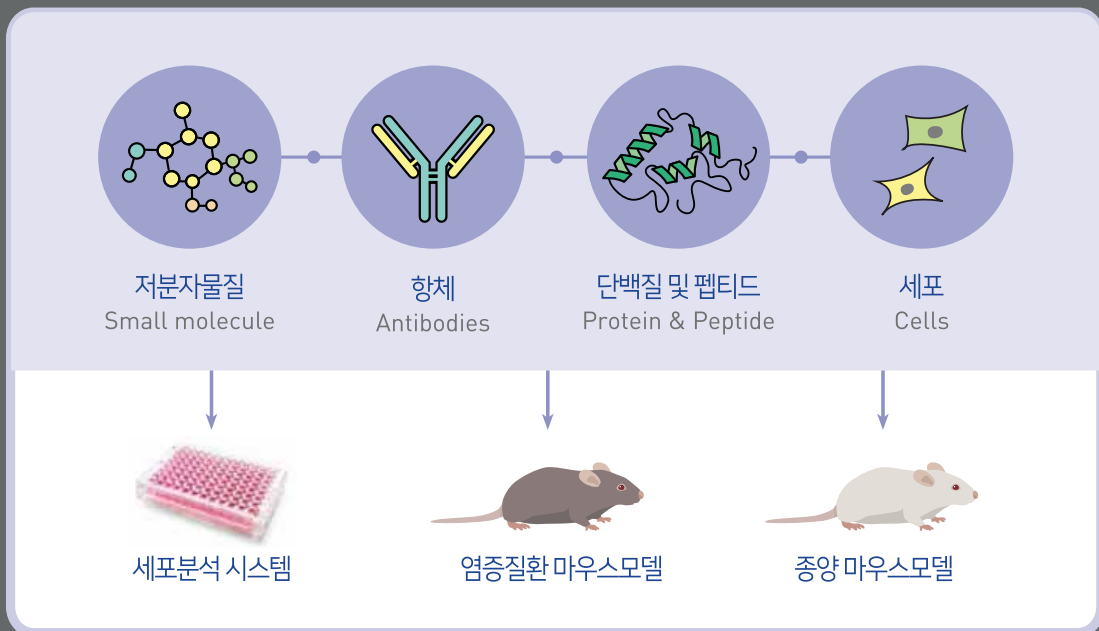 저분자물질
Small molecule
항체
Antibodies
단백질 및 펩티드
Protein & Peptide
세포
Cells
세포분석 시스템
염증질환 마우스모델
종양 마우스모델